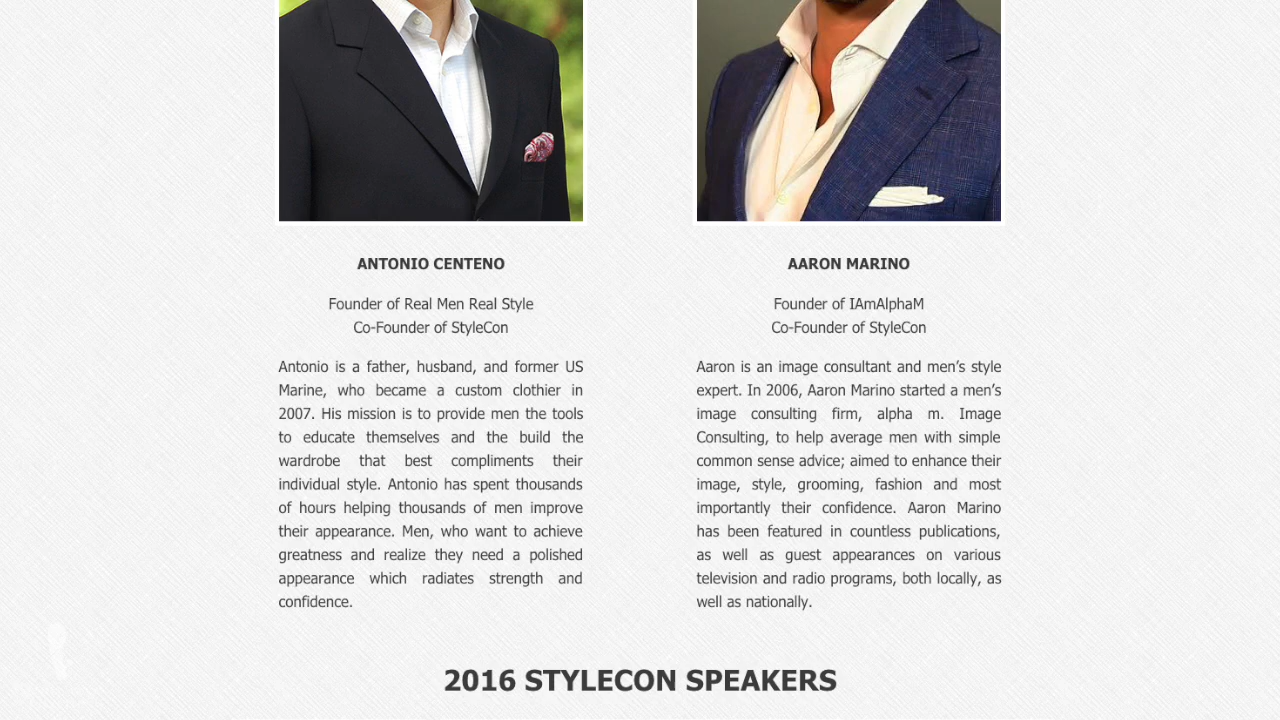 ANTONIO CENTENO
Founder of Real Men Real Style
Co-Founder of StyleCon
Antonio is a father, husband, and former US
Marine, who became a custom clothier in
2007. His mission is to provide men the tools
to educate themselves and the build the
wardrobe that best compliments their
individual style. Antonio has spent thousands
of hours helping thousands of men improve
their appearance. Men, who want to achieve
greatness and realize they need a polished
appearance which radiates strength and
confidence.
AARON MARINO
Founder of IAmAlphaM
Co-Founder of StyleCon
Aaron is an image consultant and men’s style
expert. In 2006, Aaron Marino started a men’s
image consulting firm, alpha m. Image
Consulting, to help average men with simple
common sense advice; aimed to enhance their
image, style, grooming, fashion and most
importantly their confidence. Aaron Marino
has been featured in countless publications,
as well as guest appearances on various
television and radio programs, both locally, as
well as nationally.
2016 STYLECON SPEAKERS